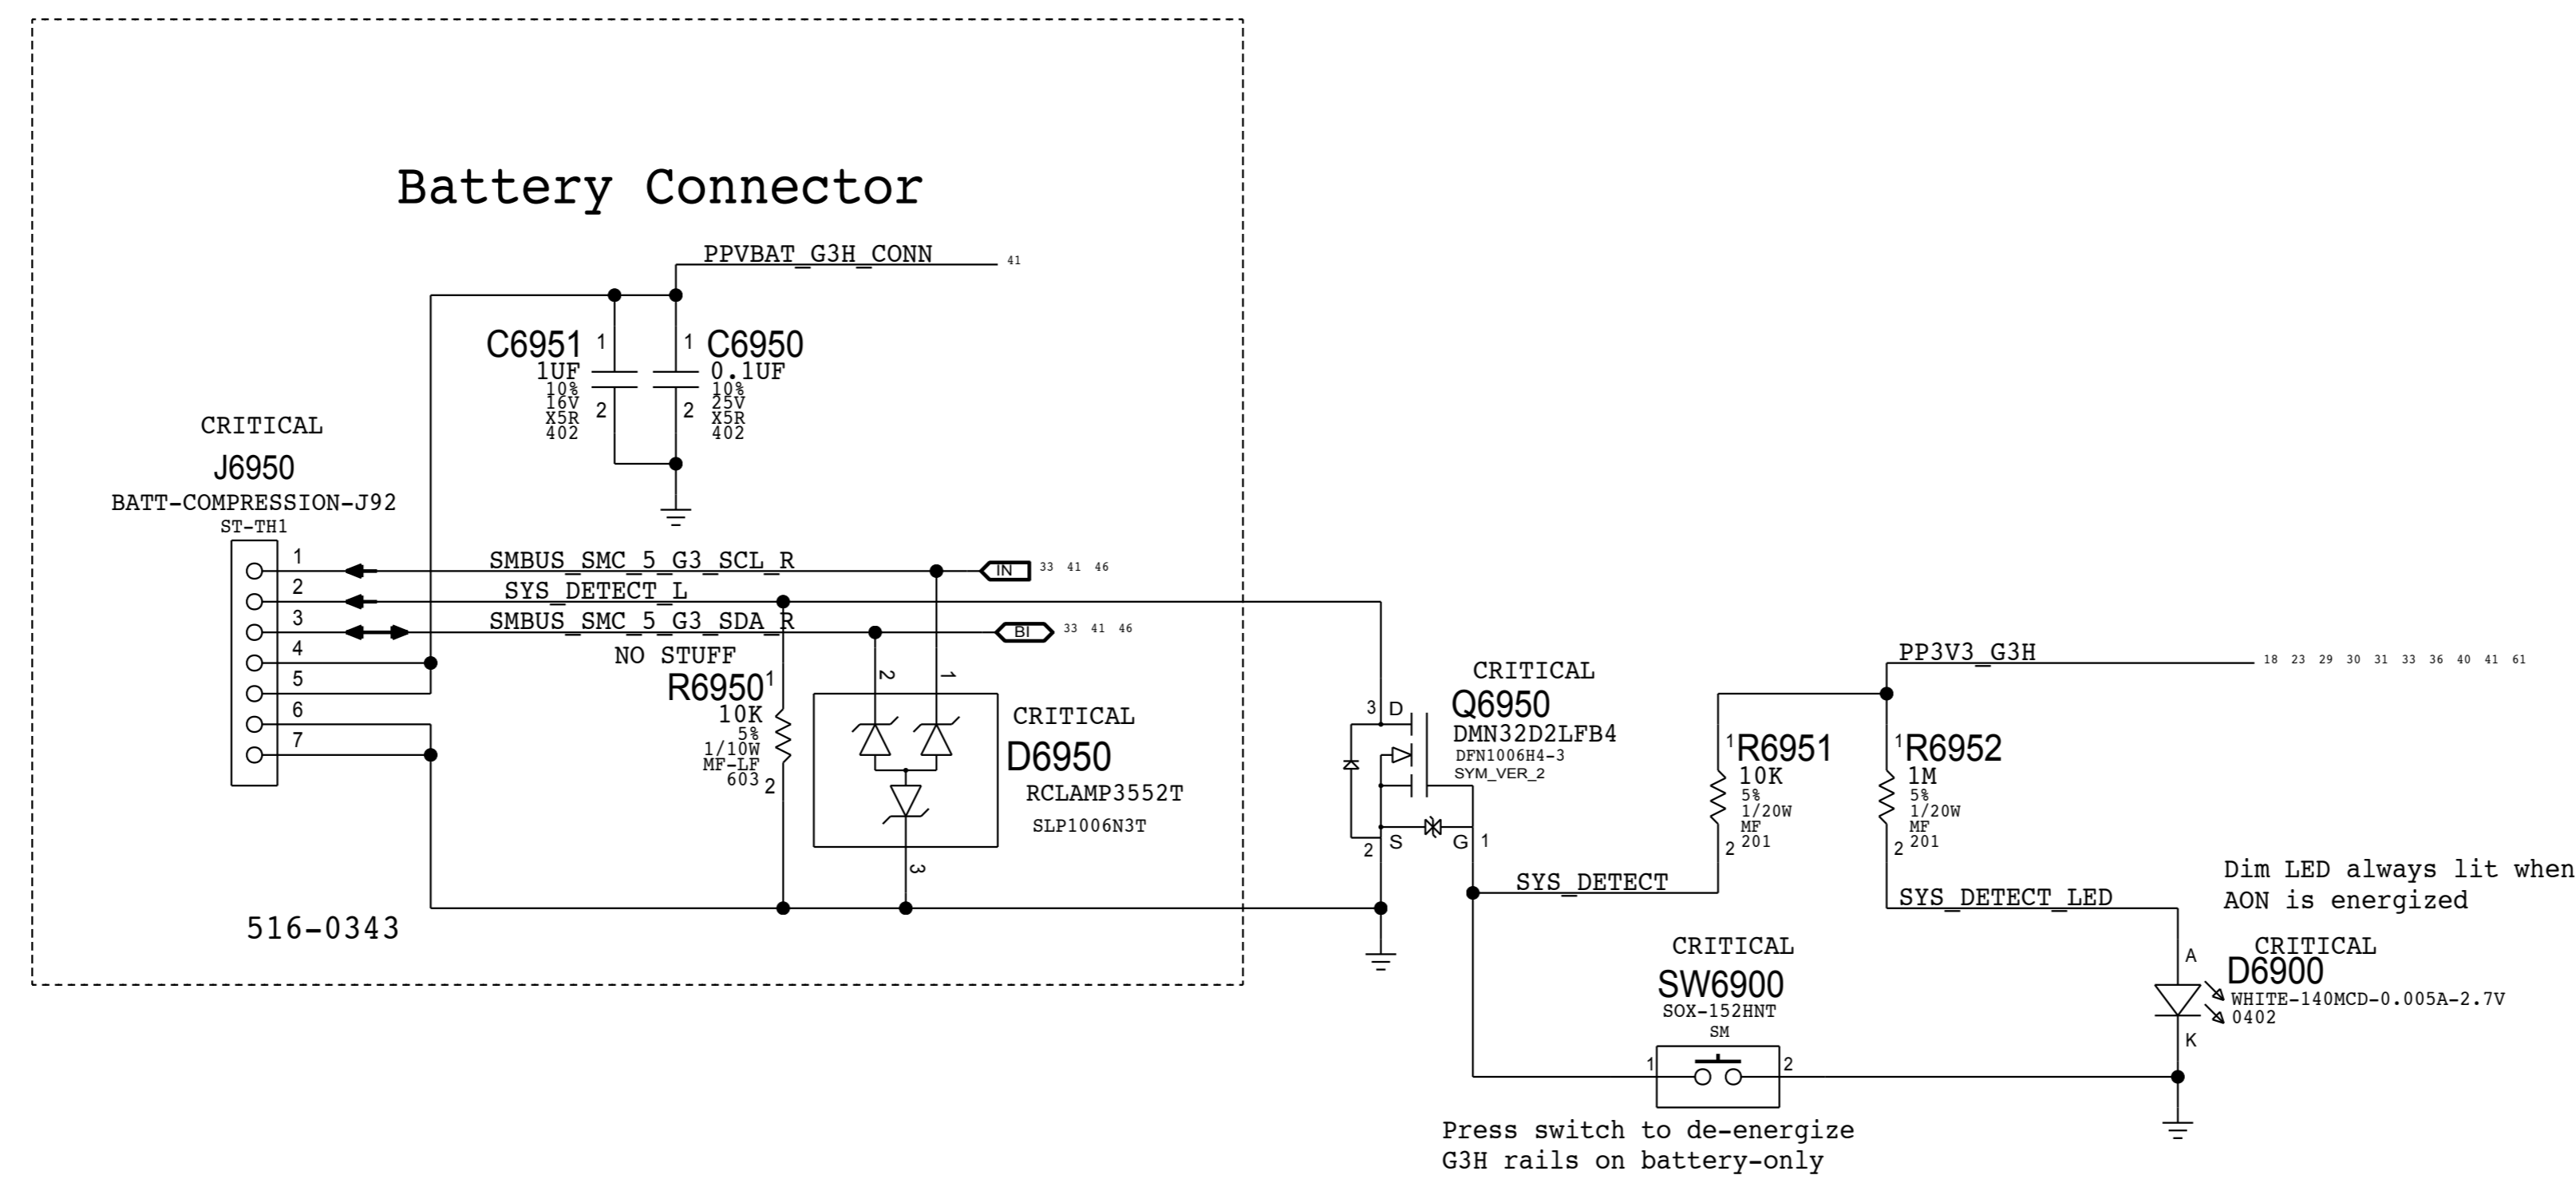 Battery Connector
PPVBAT_G3H_CONN 41
C6951
1UF
10%
16V
X5R
402
1
2
C6950
0.1UF
10%
25V
X5R
402
1
2
CRITICAL
J6950
BATT-COMPRESSION-J92
ST-TH1
1
2
3
4
5
6
7
SMBUS_SMC_5_G3_SCL_R
IN 33 41 46
SYS_DETECT_L
SMBUS_SMC_5_G3_SDA_R
BI 33 41 46
NO STUFF
R6950
10K
5%
1/10W
MF-LF
603
1
2
2
1
CRITICAL
D6950
RCLAMP3552T
SLP1006N3T
3
516-0343
CRITICAL
Q6950
DMN32D2LFB4
DFN1006H4-3
SYM_VER_2
3 D
2 S
G 1
PP3V3_G3H 18 23 29 30 31 33 36 40 41 61
1
R6951
10K
5%
1/20W
MF
201
2
1
R6952
1M
5%
1/20W
MF
201
2
SYS_DETECT
SYS_DETECT_LED
Dim LED always lit when
AON is energized
CRITICAL
D6900
WHITE-140MCD-0.005A-2.7V
0402
A
K
CRITICAL
SW6900
SOX-152HNT
SM
1
2
Press switch to de-energize
G3H rails on battery-only